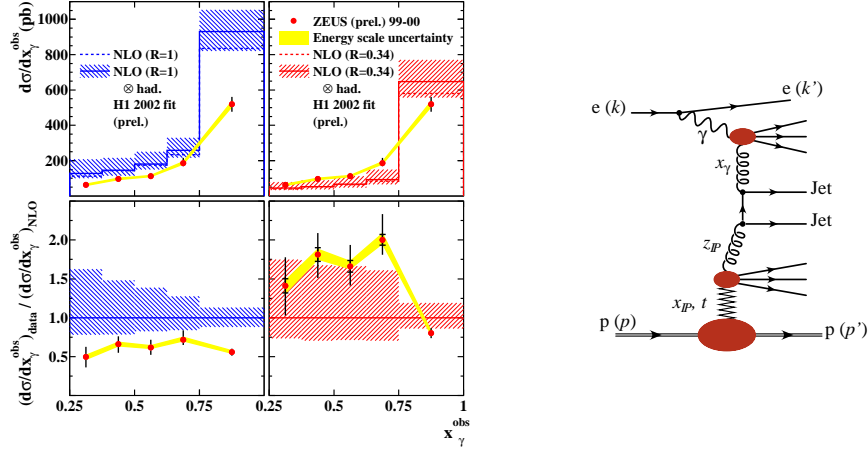 dσ/dx_γ^obs (pb)
1000
800
600
400
200
NLO (R=1)
NLO (R=1)
⊗ had.
H1 2002 fit
(prel.)
ZEUS (prel.) 99-00
Energy scale uncertainty
NLO (R=0.34)
NLO (R=0.34)
⊗ had.
H1 2002 fit
(prel.)
(dσ/dx_γ^obs)_data / (dσ/dx_γ^obs)_NLO
2.0
1.5
1.0
0.5
0.25 0.5 0.75 0.25 0.5 0.75 1
x_γ^obs
e (k)
e (k')
γ
x_γ
Jet
Jet
z_IP
x_IP, t
p (p)
p (p')